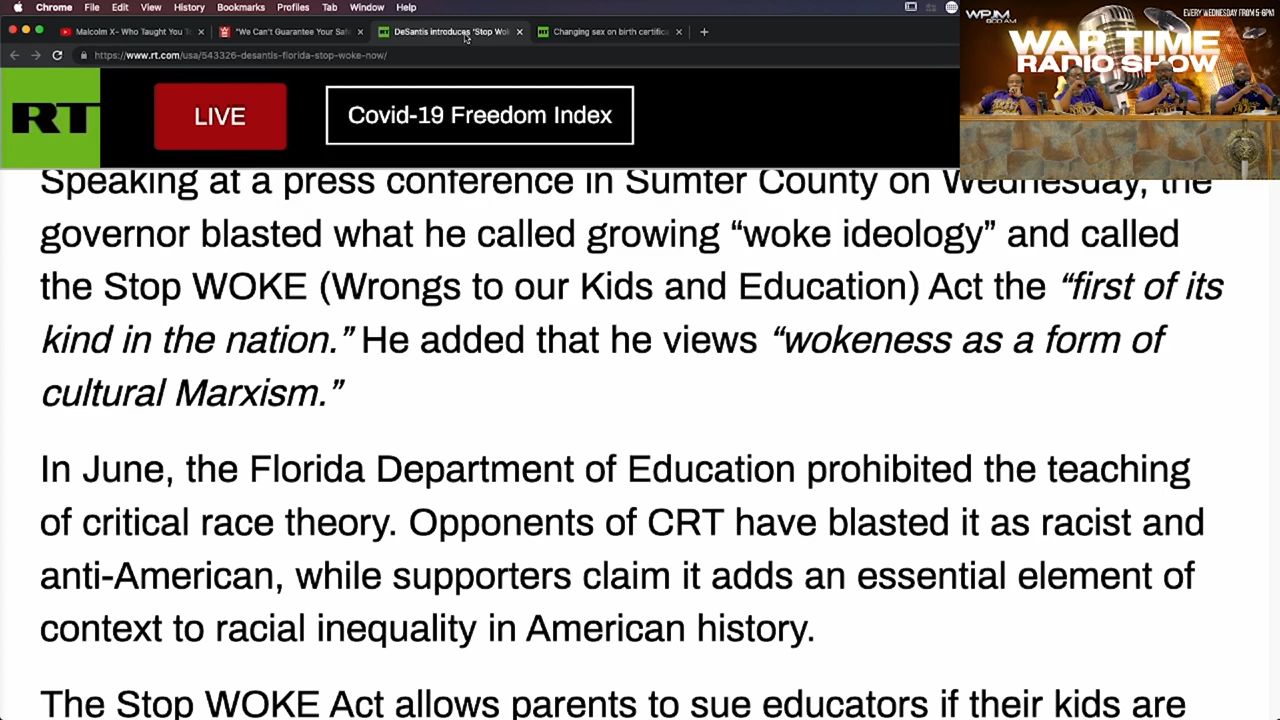 Chrome File Edit View History Bookmarks Profiles Tab Window Help
Malcolm X- Who Taught You T
"We Can't Guarantee Your Saf
DeSantis introduces 'Stop Wok
Changing sex on birth certific
https://www.rt.com/usa/543326-desantis-florida-stop-woke-now/
WPJM
800 AM
EVERY WEDNESDAY FROM 5-6PM
WAR TIME
RADIO SHOW
RT
LIVE
Covid-19 Freedom Index
Speaking at a press conference in Sumter County on Wednesday, the
governor blasted what he called growing “woke ideology” and called
the Stop WOKE (Wrongs to our Kids and Education) Act the “first of its
kind in the nation.” He added that he views “wokeness as a form of
cultural Marxism.”
In June, the Florida Department of Education prohibited the teaching
of critical race theory. Opponents of CRT have blasted it as racist and
anti-American, while supporters claim it adds an essential element of
context to racial inequality in American history.
The Stop WOKE Act allows parents to sue educators if their kids are